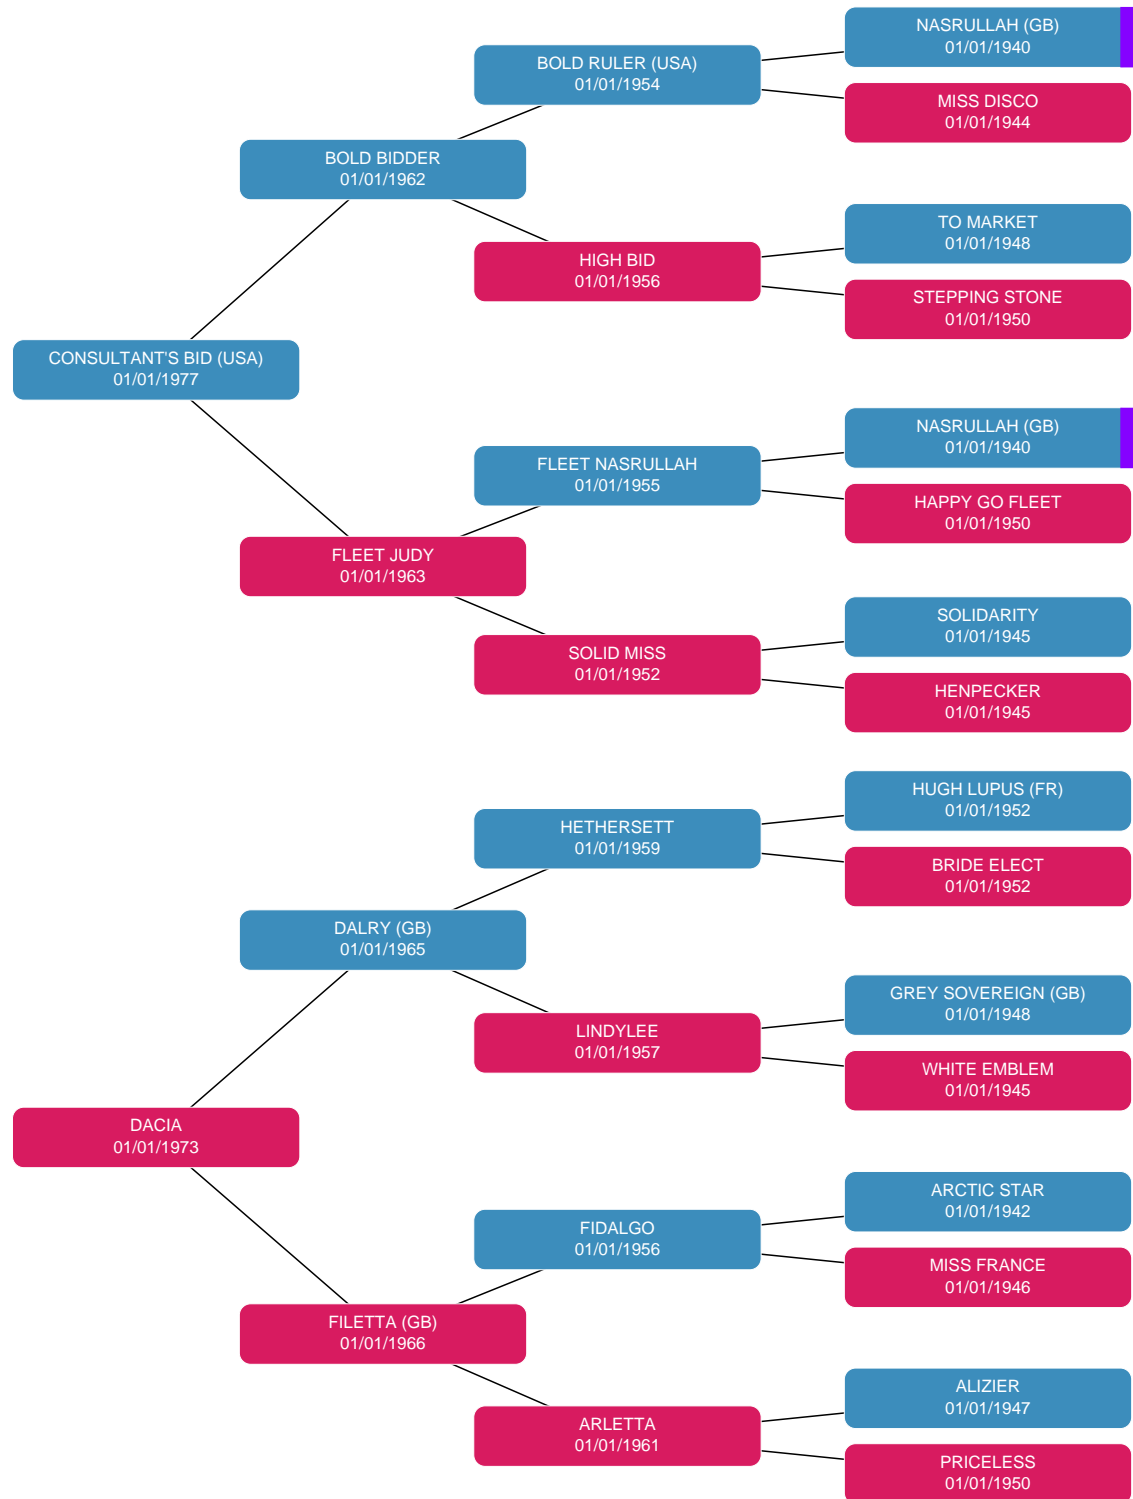 NASRULLAH (GB)
01/01/1940
BOLD RULER (USA)
01/01/1954
MISS DISCO
01/01/1944
BOLD BIDDER
01/01/1962
TO MARKET
01/01/1948
HIGH BID
01/01/1956
STEPPING STONE
01/01/1950
CONSULTANT'S BID (USA)
01/01/1977
NASRULLAH (GB)
01/01/1940
FLEET NASRULLAH
01/01/1955
HAPPY GO FLEET
01/01/1950
FLEET JUDY
01/01/1963
SOLIDARITY
01/01/1945
SOLID MISS
01/01/1952
HENPECKER
01/01/1945
HUGH LUPUS (FR)
01/01/1952
HETHERSETT
01/01/1959
BRIDE ELECT
01/01/1952
DALRY (GB)
01/01/1965
GREY SOVEREIGN (GB)
01/01/1948
LINDYLEE
01/01/1957
WHITE EMBLEM
01/01/1945
DACIA
01/01/1973
ARCTIC STAR
01/01/1942
FIDALGO
01/01/1956
MISS FRANCE
01/01/1946
FILETTA (GB)
01/01/1966
ALIZIER
01/01/1947
ARLETTA
01/01/1961
PRICELESS
01/01/1950